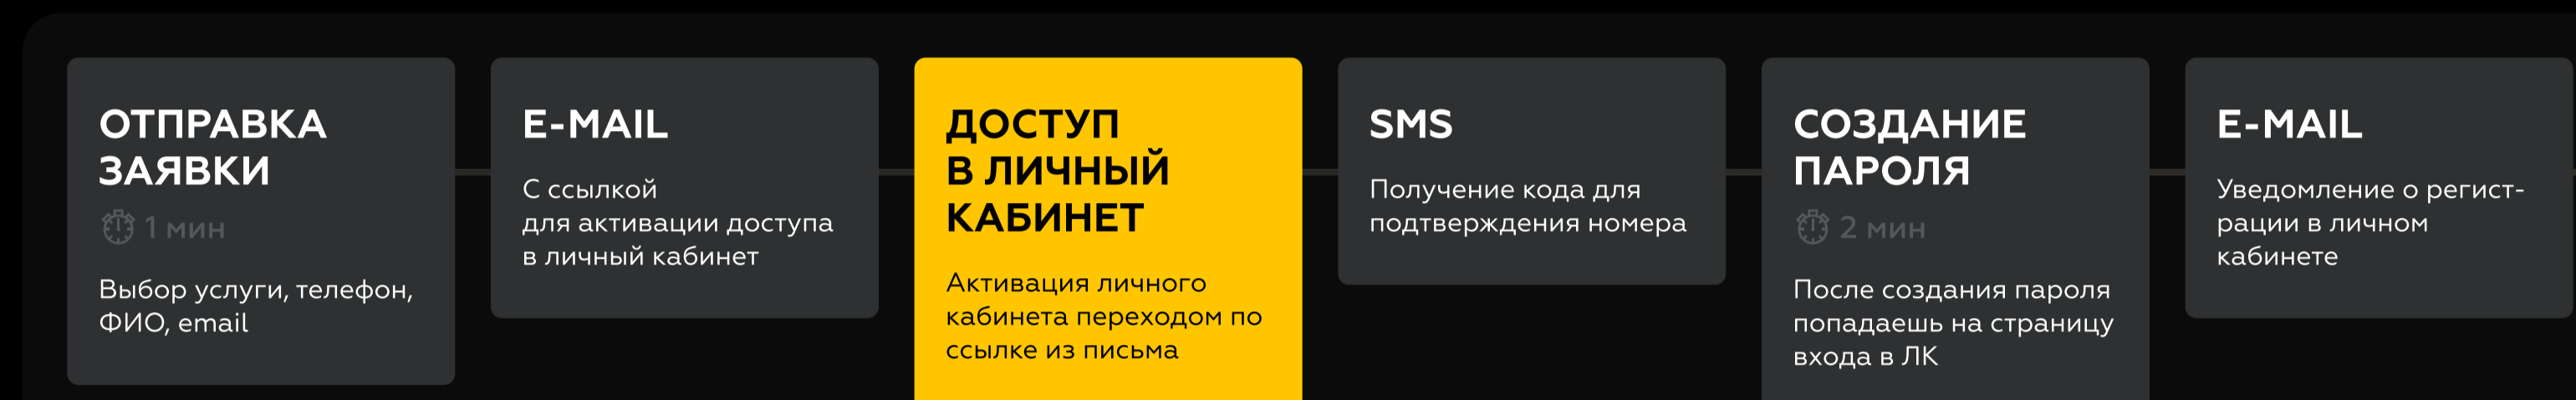 ОТПРАВКА
ЗАЯВКИ
1 мин
Выбор услуги, телефон,
ФИО, email
E-MAIL
С ссылкой
для активации доступа
в личный кабинет
ДОСТУП
В ЛИЧНЫЙ
КАБИНЕТ
Активация личного
кабинета переходом по
ссылке из письма
SMS
Получение кода для
подтверждения номера
СОЗДАНИЕ
ПАРОЛЯ
2 мин
После создания пароля
попадаешь на страницу
входа в ЛК
E-MAIL
Уведомление о регист-
рации в личном
кабинете